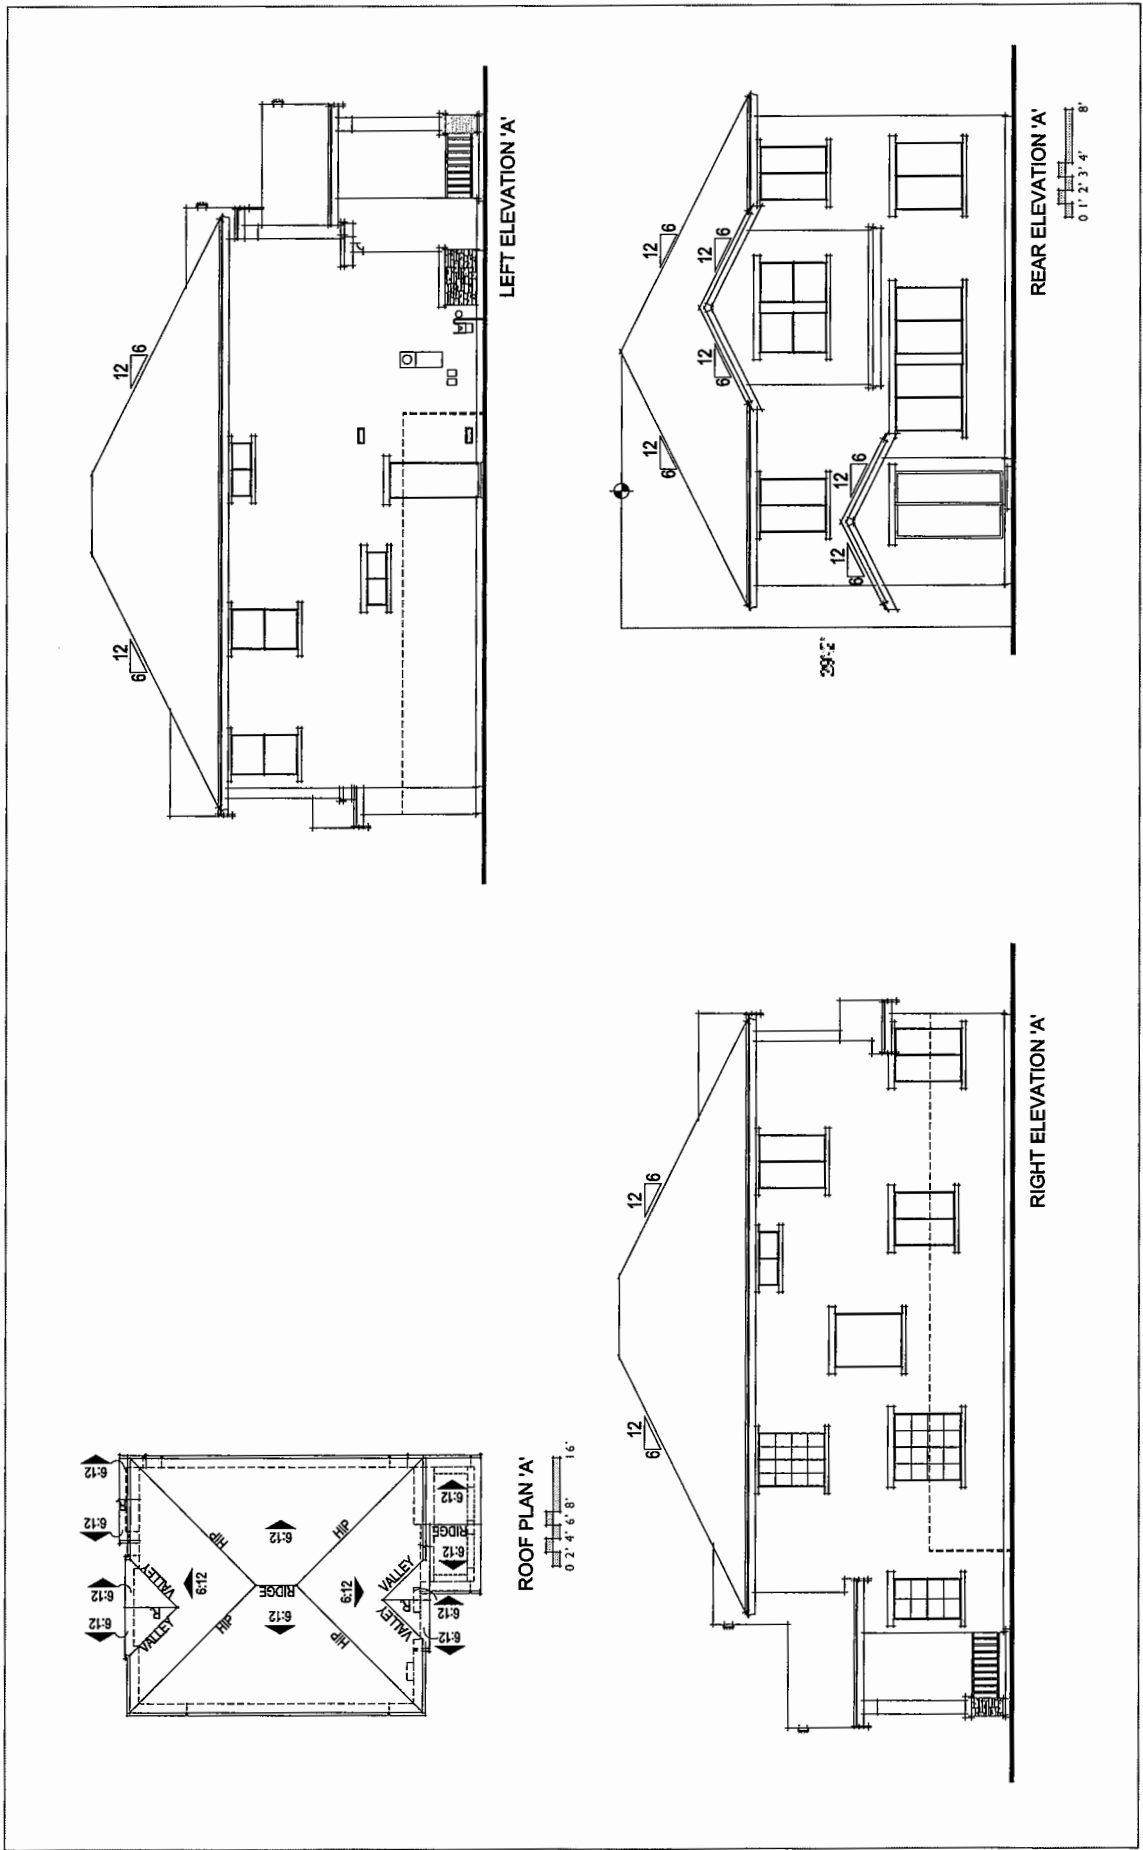 12
6
12
6
LEFT ELEVATION 'A'
12
6
12
6
12
6
12
6
12
6
12
6
29'-2"
REAR ELEVATION 'A'
0 1' 2' 3' 4' 8'
6:12
6:12
6:12
6:12
VALLEY
R
VALLEY
6:12
HIP
HIP
6:12
RIDGE
6:12
HIP
HIP
6:12
VALLEY
R
VALLEY
6:12
6:12
6:12
RIDGE
6:12
ROOF PLAN 'A'
0 2' 4' 6' 8' 16'
12
6
12
6
RIGHT ELEVATION 'A'